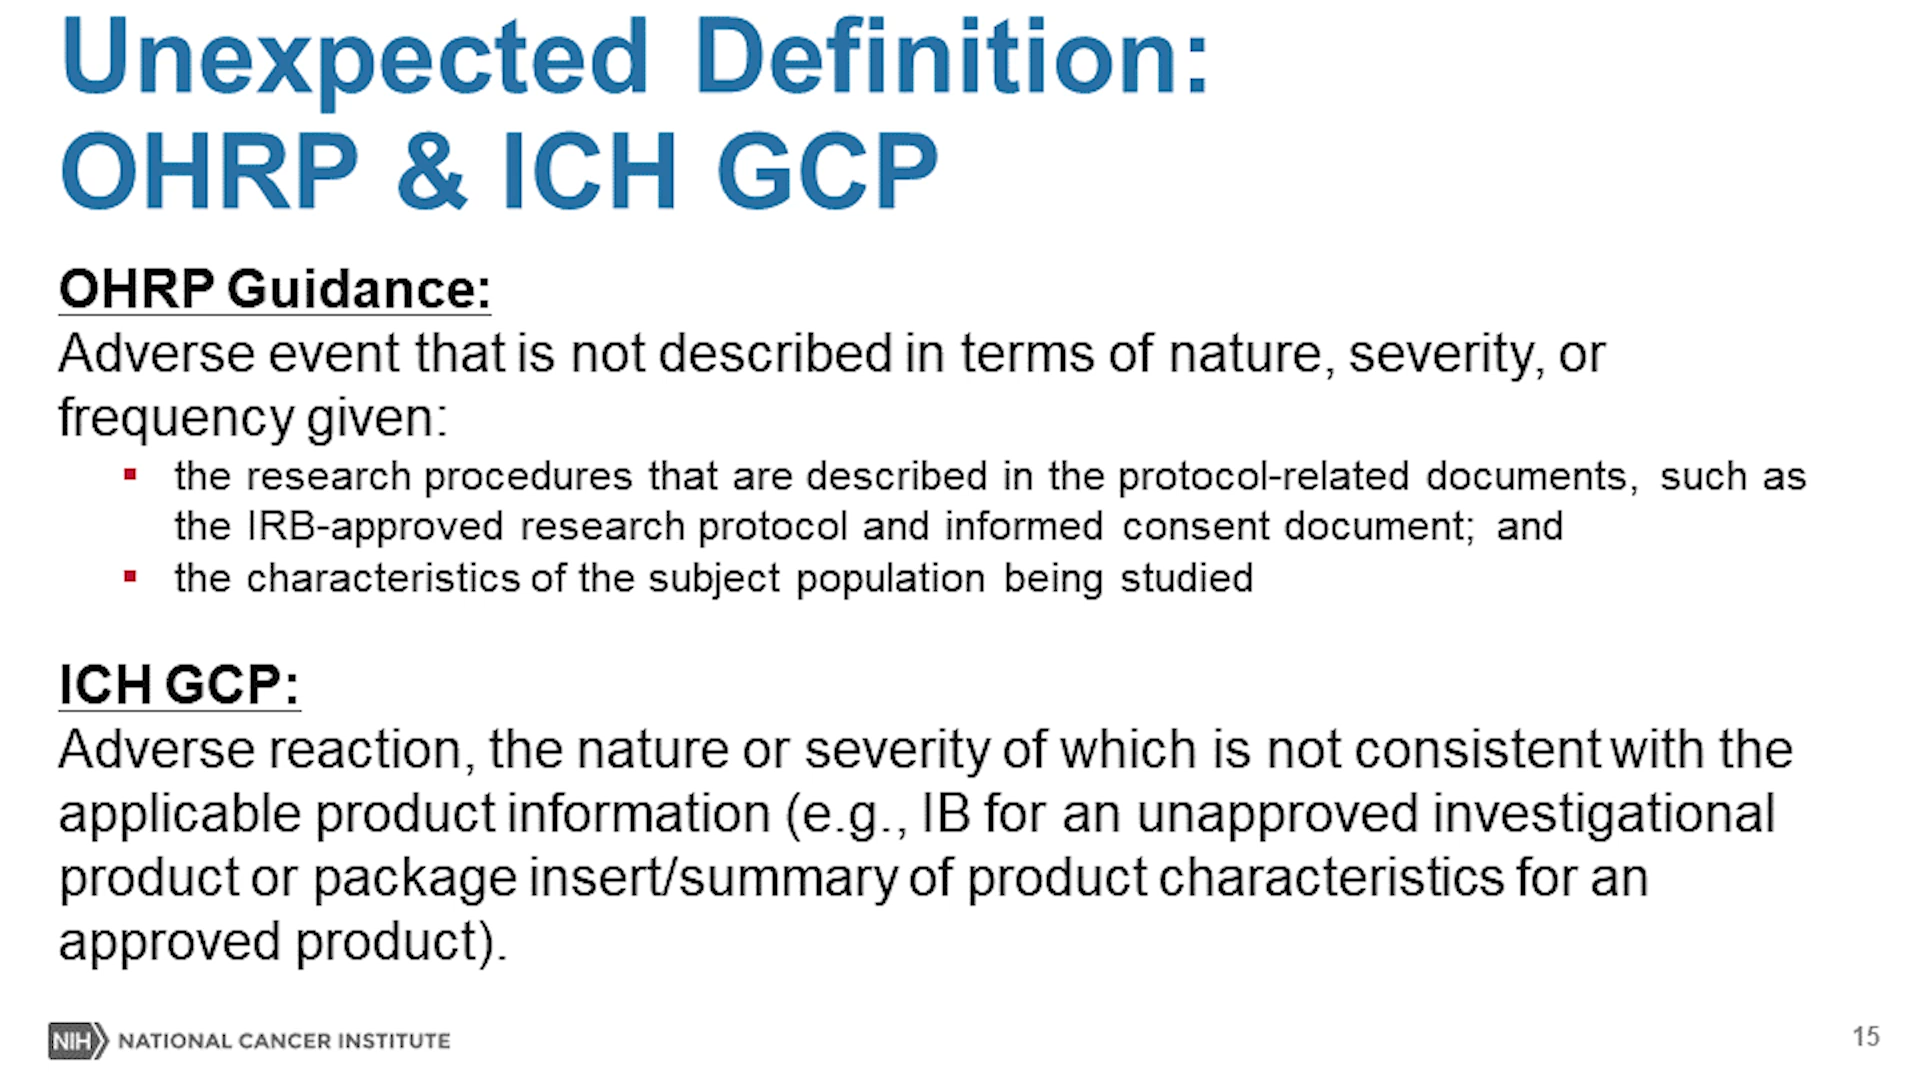 Unexpected Definition:
OHRP & ICH GCP
OHRP Guidance:
Adverse event that is not described in terms of nature, severity, or
frequency given:
▪ the research procedures that are described in the protocol-related documents, such as
the IRB-approved research protocol and informed consent document; and
▪ the characteristics of the subject population being studied
ICH GCP:
Adverse reaction, the nature or severity of which is not consistent with the
applicable product information (e.g., IB for an unapproved investigational
product or package insert/summary of product characteristics for an
approved product).
NIH NATIONAL CANCER INSTITUTE
15